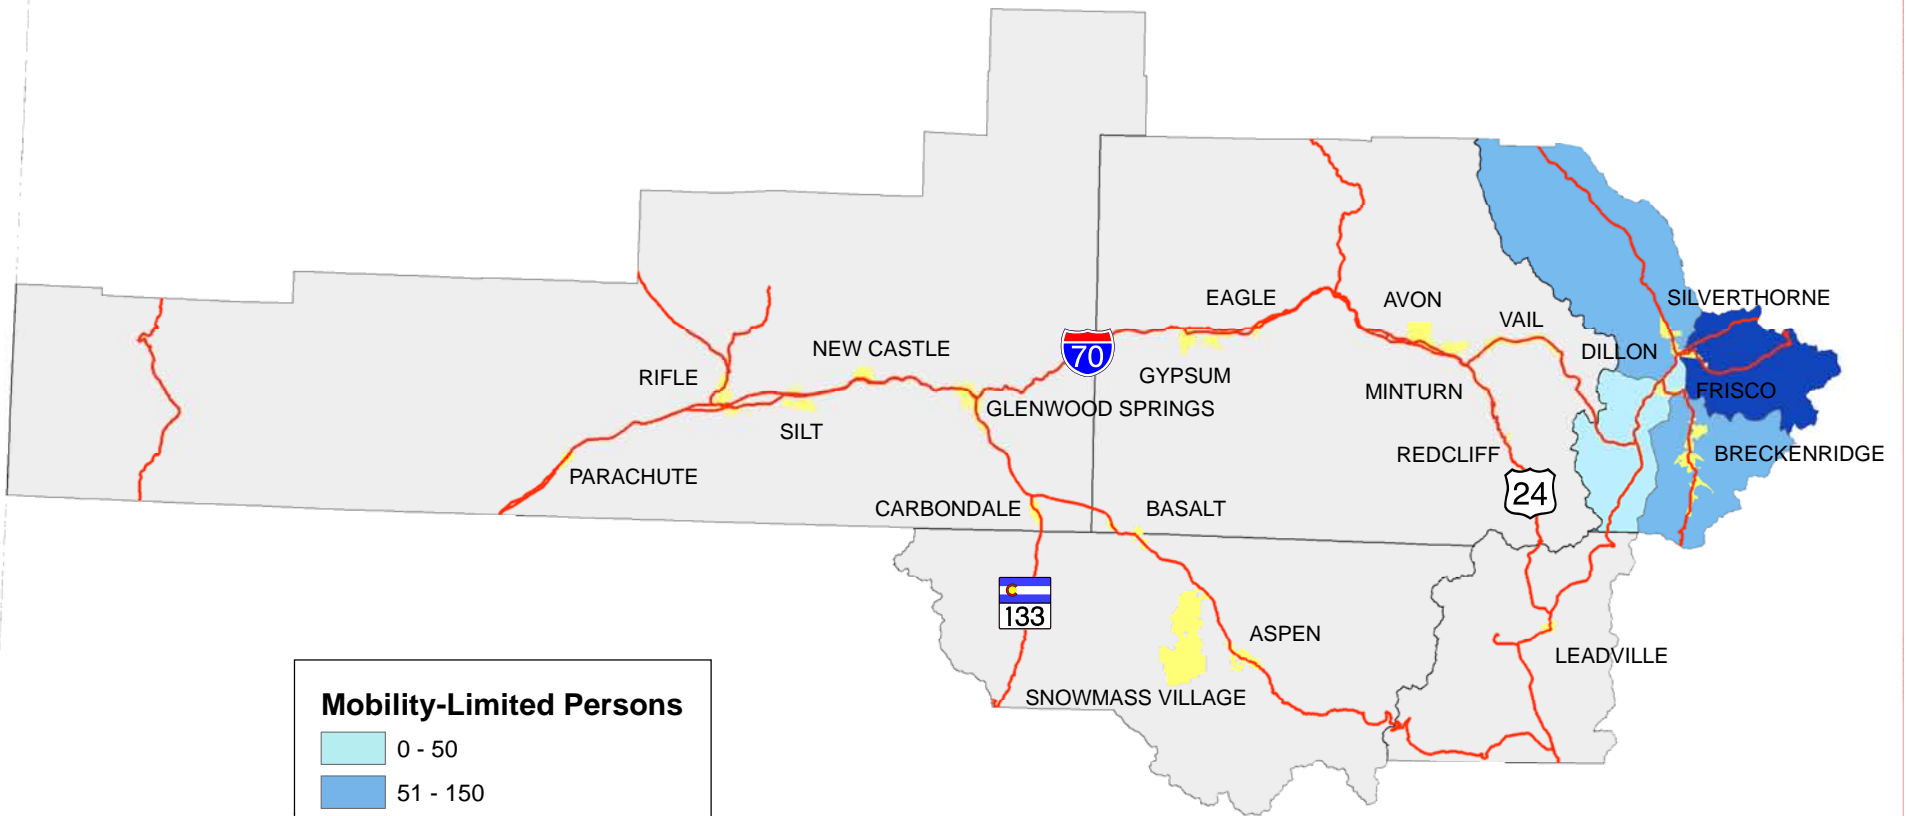 SILVERTHORNE
EAGLE
AVON
VAIL
NEW CASTLE
DILLON
70
RIFLE
GYPSUM
MINTURN
FRISCO
GLENWOOD SPRINGS
SILT
REDCLIFF
BRECKENRIDGE
PARACHUTE
24
CARBONDALE
BASALT
C
133
ASPEN
LEADVILLE
SNOWMASS VILLAGE
Mobility-Limited Persons
0 - 50
51 - 150